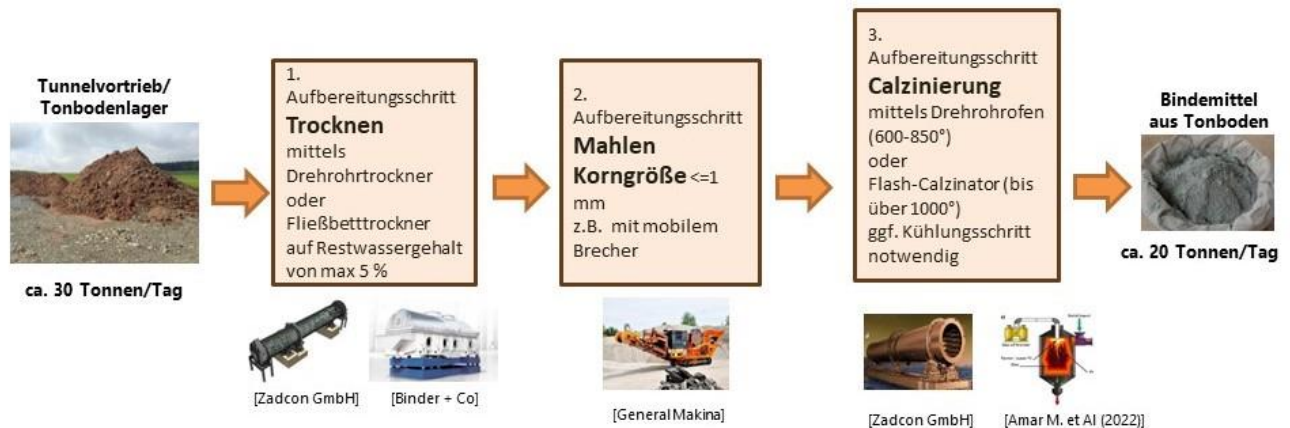 Tunnelvortrieb/
Tonbodenlager
ca. 30 Tonnen/Tag
1.
Aufbereitungsschritt
Trocknen
mittels
Drehrohrtrockner
oder
Fließbetttrockner
auf Restwassergehalt
von max 5 %
[Zadcon GmbH]
[Binder + Co]
2.
Aufbereitungsschritt
Mahlen
Korngröße <=1
mm
z.B. mit mobilem
Brecher
[General Makina]
3.
Aufbereitungsschritt
Calzinierung
mittels Drehrohrofen
(600-850°)
oder
Flash-Calzinator (bis
über 1000°)
ggf. Kühlungsschritt
notwendig
[Zadcon GmbH]
[Amar M. et Al (2022)]
Bindemittel
aus Tonboden
ca. 20 Tonnen/Tag